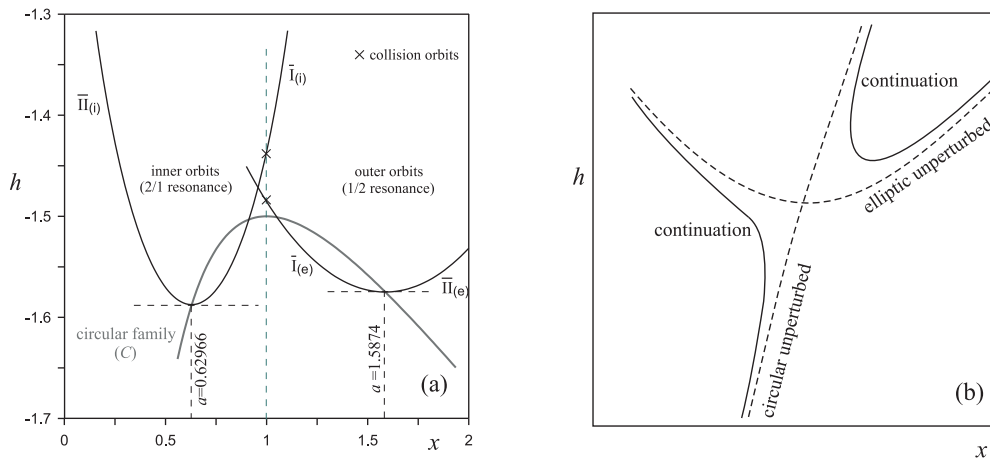 -1.3
-1.4
-1.5
-1.6
-1.7
h
0
0.5
1
1.5
2
x
× collision orbits
II(i)
I(i)
inner orbits
(2/1 resonance)
outer orbits
(1/2 resonance)
I(e)
II(e)
circular family
(C)
a=0.62966
a=1.5874
(a)
h
continuation
elliptic unperturbed
continuation
circular unperturbed
(b)
x